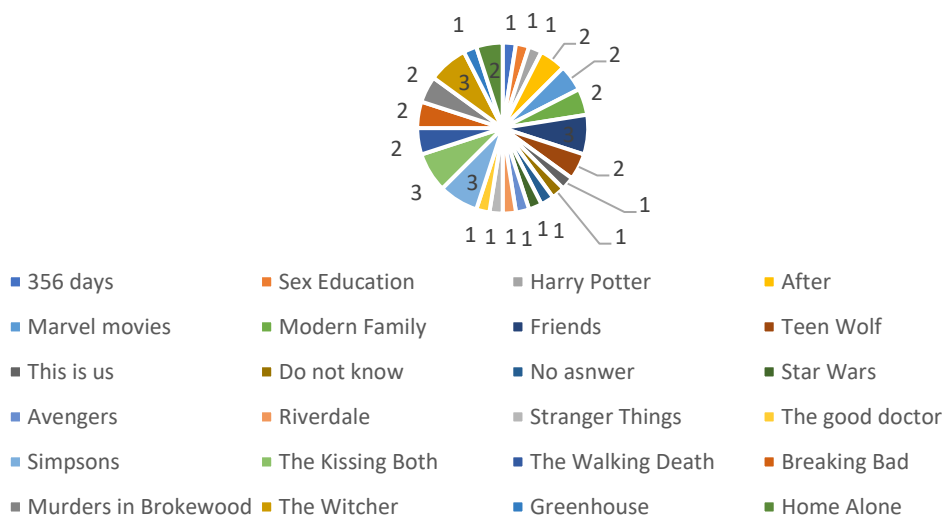 1 1 1 1
2
2
2
2
3
3
2
2
2
3
2
2
3
3
1
1
1 1 1 1 1 1
356 days Sex Education Harry Potter After
Marvel movies Modern Family Friends Teen Wolf
This is us Do not know No asnwer Star Wars
Avengers Riverdale Stranger Things The good doctor
Simpsons The Kissing Both The Walking Death Breaking Bad
Murders in Brokewood The Witcher Greenhouse Home Alone